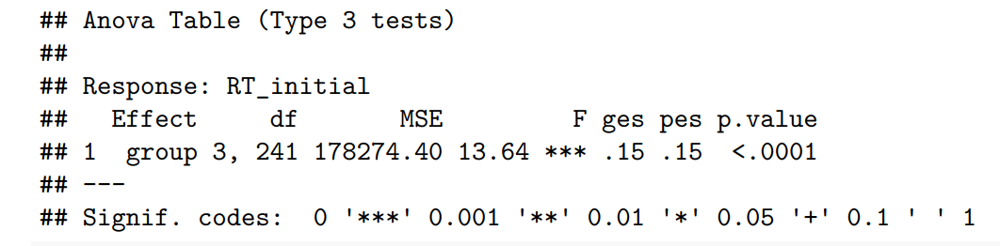 ## Anova Table (Type 3 tests)
##
## Response: RT_initial
##   Effect     df       MSE         F ges pes p.value
## 1  group 3, 241 178274.40 13.64 *** .15 .15  <.0001
## ---
## Signif. codes:  0 '***' 0.001 '**' 0.01 '*' 0.05 '+' 0.1 ' ' 1